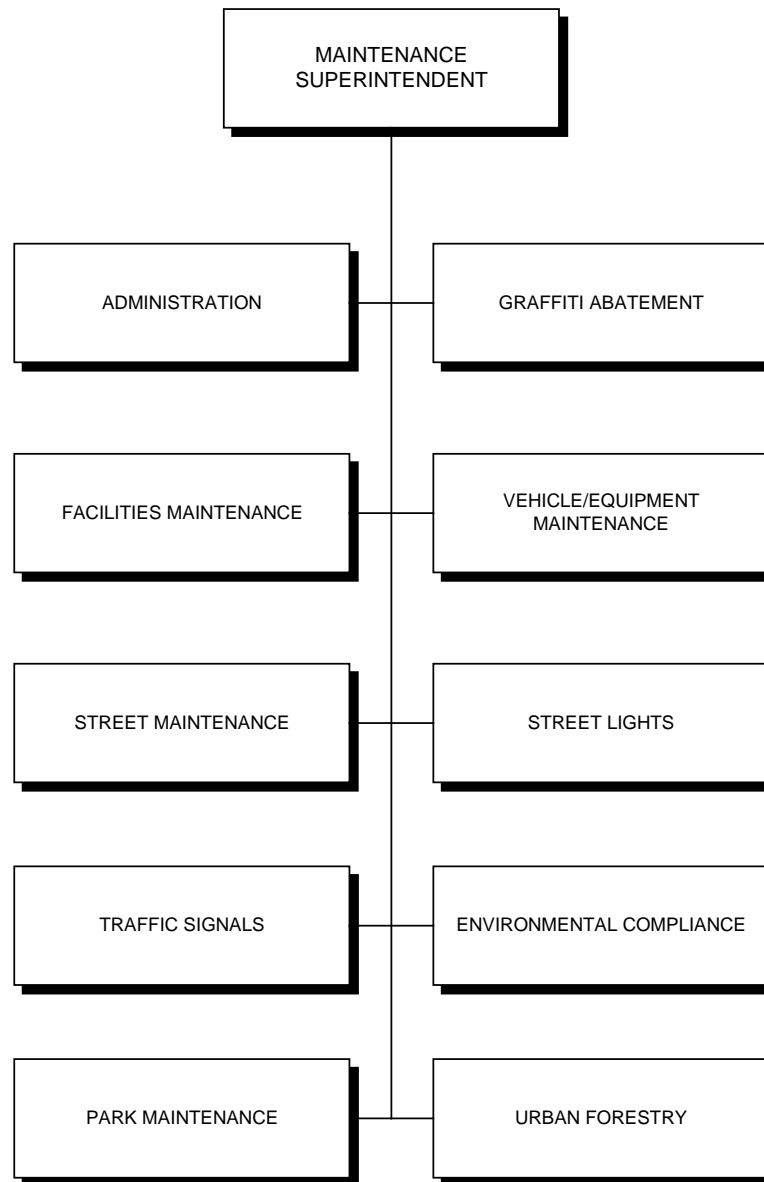 MAINTENANCE
SUPERINTENDENT
ADMINISTRATION
GRAFFITI ABATEMENT
FACILITIES MAINTENANCE
VEHICLE/EQUIPMENT
MAINTENANCE
STREET MAINTENANCE
STREET LIGHTS
TRAFFIC SIGNALS
ENVIRONMENTAL COMPLIANCE
PARK MAINTENANCE
URBAN FORESTRY